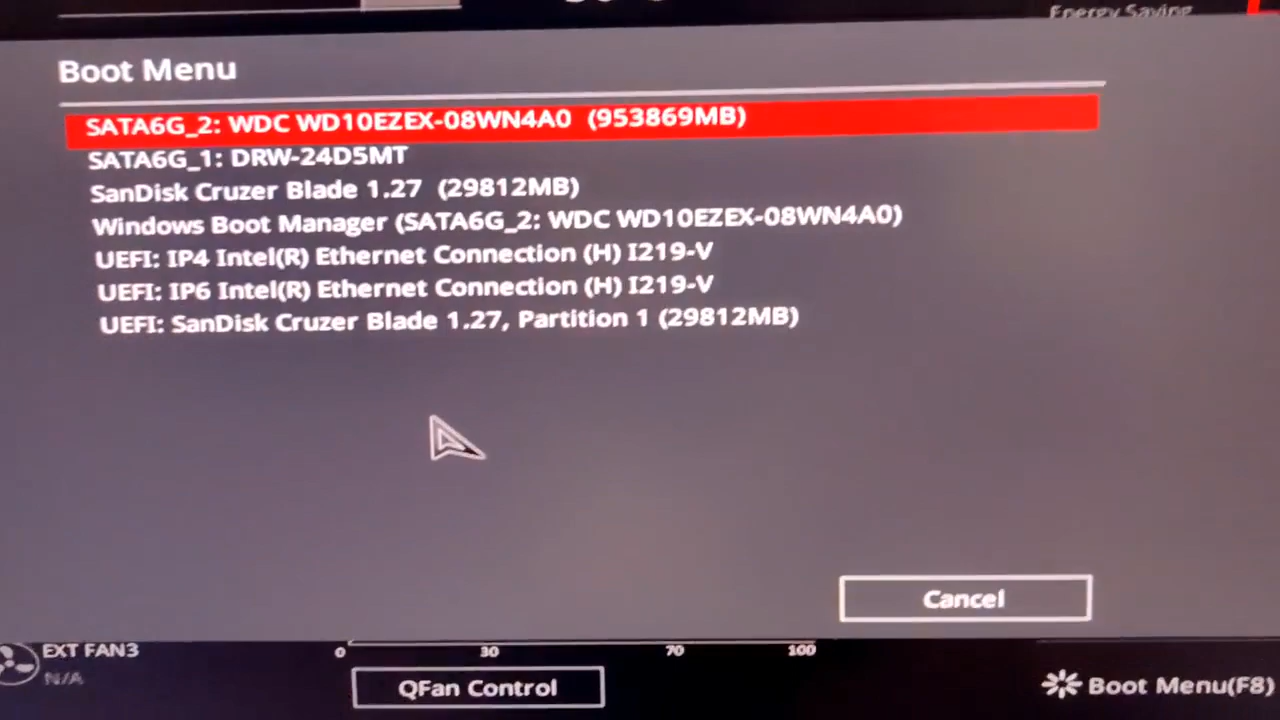 Energy Saving
Boot Menu
SATA6G_2: WDC WD10EZEX-08WN4A0 (953869MB)
SATA6G_1: DRW-24D5MT
SanDisk Cruzer Blade 1.27 (29812MB)
Windows Boot Manager (SATA6G_2: WDC WD10EZEX-08WN4A0)
UEFI: IP4 Intel(R) Ethernet Connection (H) I219-V
UEFI: IP6 Intel(R) Ethernet Connection (H) I219-V
UEFI: SanDisk Cruzer Blade 1.27, Partition 1 (29812MB)
Cancel
EXT FAN3
N/A
0 30 70 100
QFan Control
Boot Menu(F8)